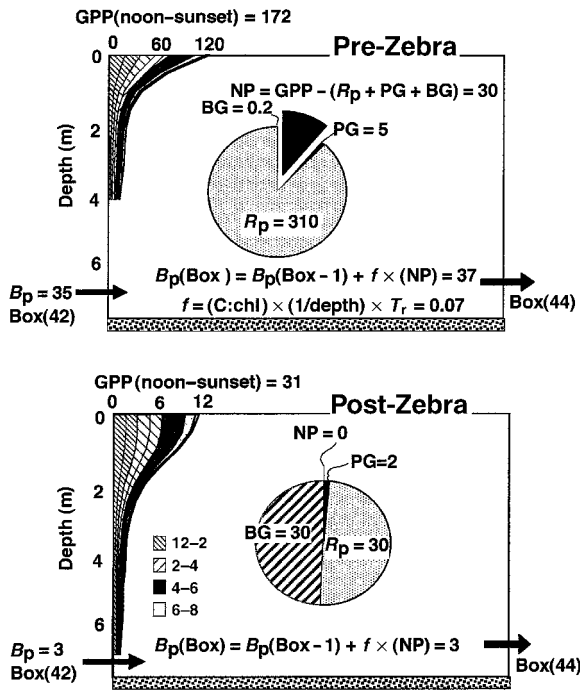 GPP(noon–sunset) = 172
0 60 120
Pre-Zebra
0
2
4
6
Depth (m)
NP = GPP – (Rp + PG + BG) = 30
BG = 0.2
PG = 5
Rp = 310
Bp(Box ) = Bp(Box - 1) + f × (NP) = 37
f = (C:chl) × (1/depth) × Tr = 0.07
Bp = 35
Box(42)
Box(44)
GPP(noon–sunset) = 31
0 6 12
Post-Zebra
0
2
4
6
Depth (m)
NP = 0
PG=2
BG = 30
Rp = 30
12–2
2–4
4–6
6–8
Bp(Box) = Bp(Box - 1) + f × (NP) = 3
Bp = 3
Box(42)
Box(44)